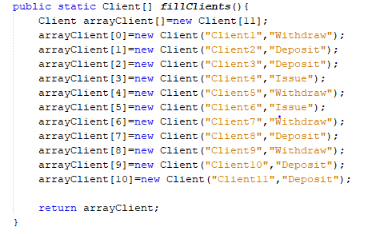 public static Client[] fillClients(){
Client arrayClient[]=new Client[11];
arrayClient[0]=new Client("Client1","Withdraw");
arrayClient[1]=new Client("Client2","Deposit");
arrayClient[2]=new Client("Client3","Deposit");
arrayClient[3]=new Client("Client4","Issue");
arrayClient[4]=new Client("Client5","Withdraw");
arrayClient[5]=new Client("Client6","Issue");
arrayClient[6]=new Client("Client7","Withdraw");
arrayClient[7]=new Client("Client8","Deposit");
arrayClient[8]=new Client("Client9","Withdraw");
arrayClient[9]=new Client("Client10","Deposit");
arrayClient[10]=new Client("Client11","Deposit");
return arrayClient;
}